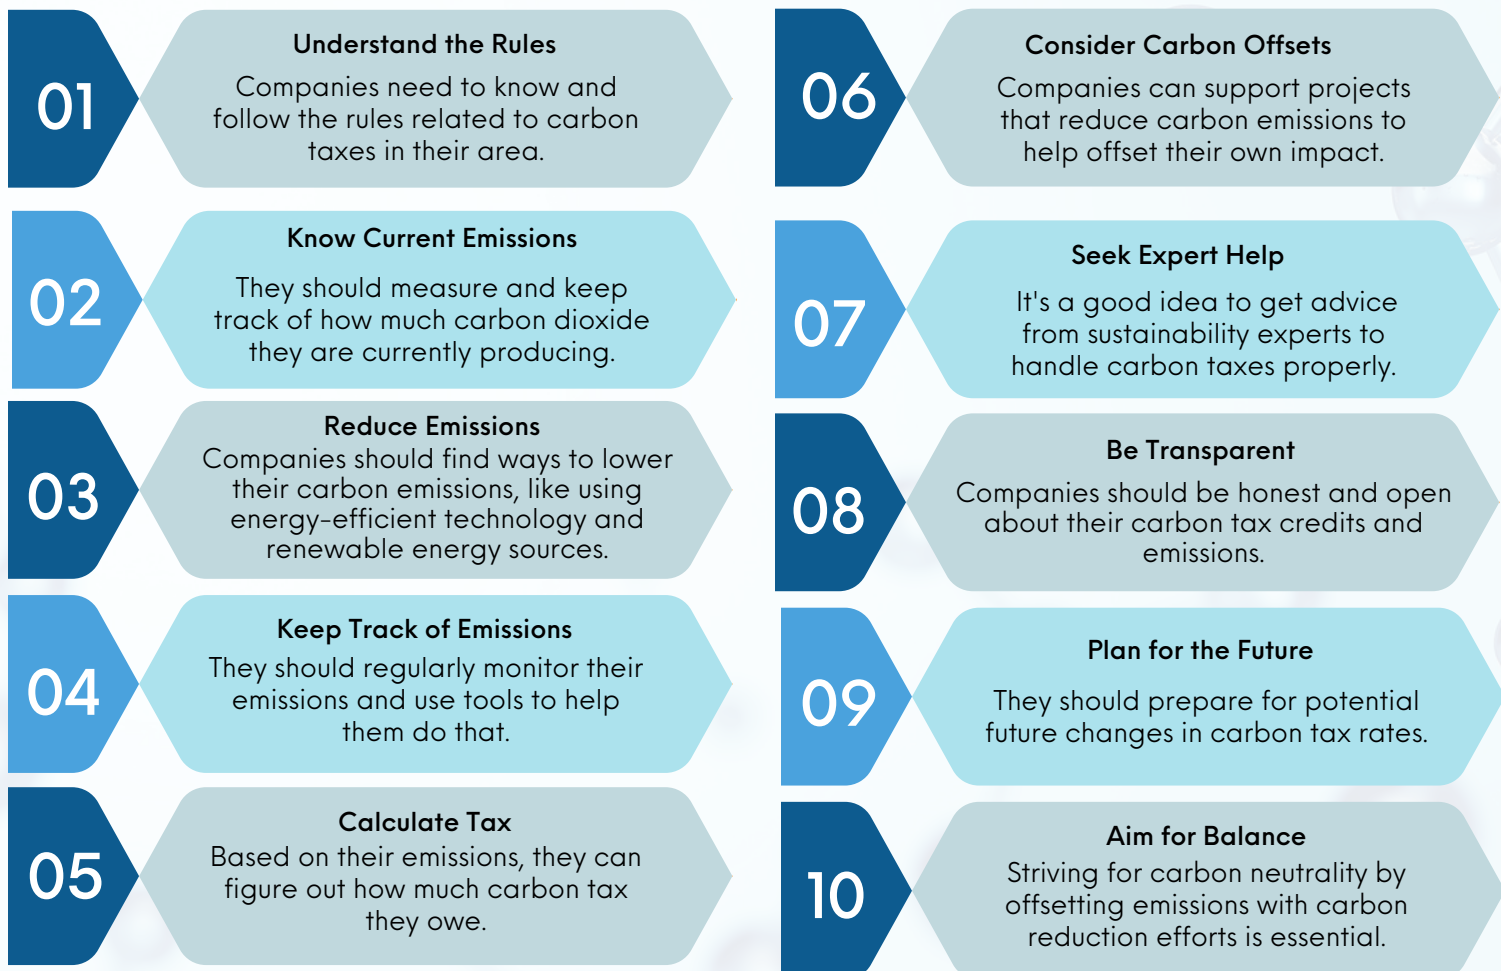 01
Understand the Rules
Companies need to know and
follow the rules related to carbon
taxes in their area.
02
Know Current Emissions
They should measure and keep
track of how much carbon dioxide
they are currently producing.
03
Reduce Emissions
Companies should find ways to lower
their carbon emissions, like using
energy-efficient technology and
renewable energy sources.
04
Keep Track of Emissions
They should regularly monitor their
emissions and use tools to help
them do that.
05
Calculate Tax
Based on their emissions, they can
figure out how much carbon tax
they owe.
06
Consider Carbon Offsets
Companies can support projects
that reduce carbon emissions to
help offset their own impact.
07
Seek Expert Help
It's a good idea to get advice
from sustainability experts to
handle carbon taxes properly.
08
Be Transparent
Companies should be honest and open
about their carbon tax credits and
emissions.
09
Plan for the Future
They should prepare for potential
future changes in carbon tax rates.
10
Aim for Balance
Striving for carbon neutrality by
offsetting emissions with carbon
reduction efforts is essential.